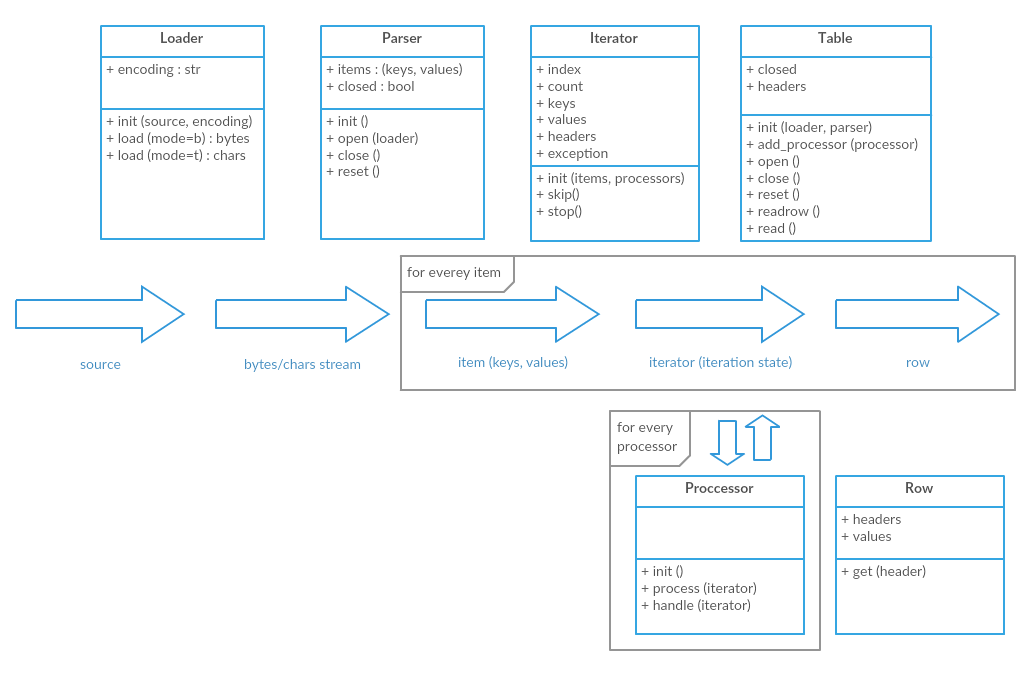 Loader
+ encoding : str
+ init (source, encoding)
+ load (mode=b) : bytes
+ load (mode=t) : chars
Parser
+ items : (keys, values)
+ closed : bool
+ init ()
+ open (loader)
+ close ()
+ reset ()
Iterator
+ index
+ count
+ keys
+ values
+ headers
+ exception
+ init (items, processors)
+ skip()
+ stop()
Table
+ closed
+ headers
+ init (loader, parser)
+ add_processor (processor)
+ open ()
+ close ()
+ reset ()
+ readrow ()
+ read ()
for everey item
source
bytes/chars stream
item (keys, values)
iterator (iteration state)
row
for every
processor
Proccessor
+ init ()
+ process (iterator)
+ handle (iterator)
Row
+ headers
+ values
+ get (header)